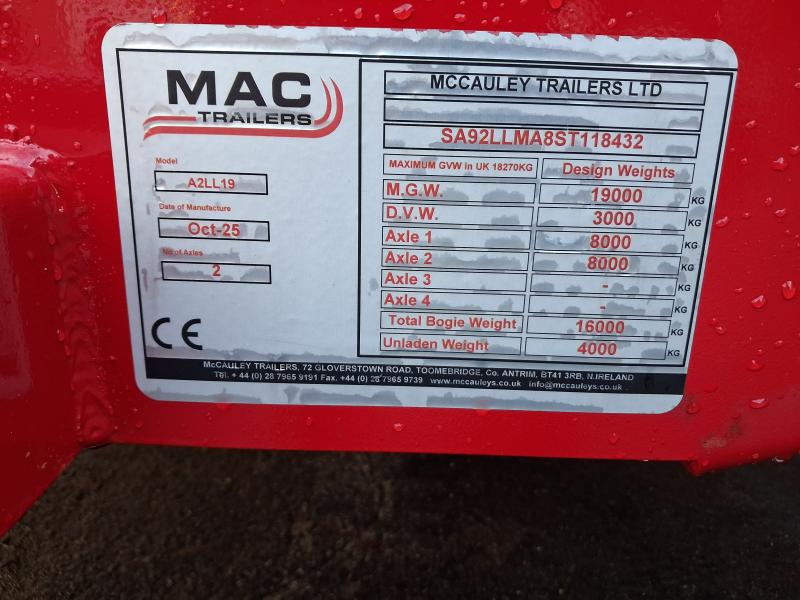 MAC
TRAILERS
Model
A2LL19
Date of Manufacture
Oct-25
No of Axles
2
CE
MCCAULEY TRAILERS LTD
SA92LLMA8ST118432
MAXIMUM GVW in UK 18270KG Design Weights
M.G.W. 19000 KG
D.V.W. 3000 KG
Axle 1 8000 KG
Axle 2 8000 KG
Axle 3 - KG
Axle 4 - KG
Total Bogie Weight 16000 KG
Unladen Weight 4000 KG
McCAULEY TRAILERS, 72 GLOVERSTOWN ROAD, TOOMEBRIDGE, Co. ANTRIM, BT41 3RB, N.IRELAND
Tel. + 44 (0) 28 7965 9191 Fax. +44 (0) 28 7965 9739 www.mccauleys.co.uk info@mccauleys.co.uk